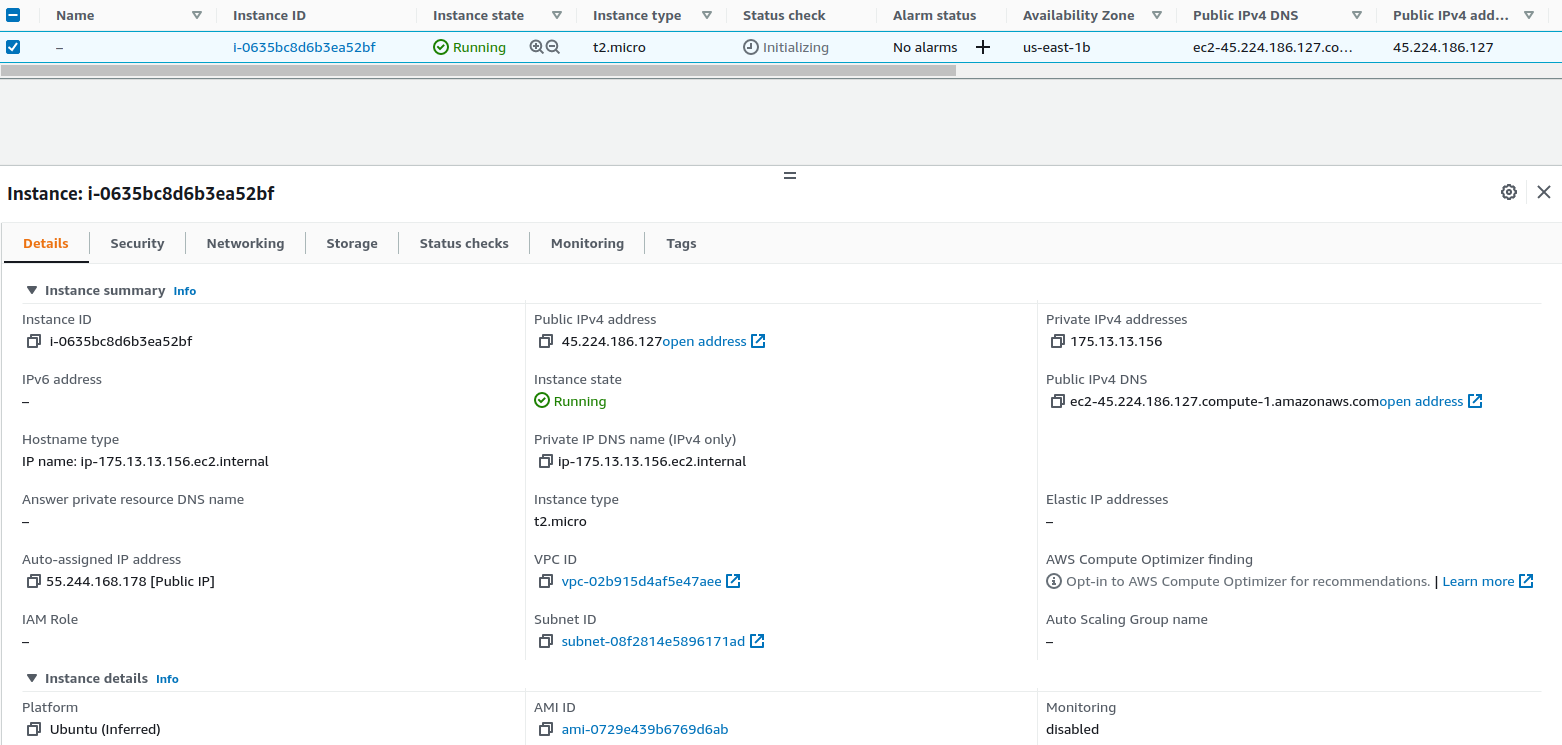 Name Instance ID Instance state Instance type Status check Alarm status Availability Zone Public IPv4 DNS Public IPv4 add...
– i-0635bc8d6b3ea52bf Running t2.micro Initializing No alarms + us-east-1b ec2-45.224.186.127.co... 45.224.186.127
Instance: i-0635bc8d6b3ea52bf
Details Security Networking Storage Status checks Monitoring Tags
Instance summary Info
Instance ID Public IPv4 address Private IPv4 addresses
i-0635bc8d6b3ea52bf 45.224.186.127open address 175.13.13.156
IPv6 address Instance state Public IPv4 DNS
– Running ec2-45.224.186.127.compute-1.amazonaws.comopen address
Hostname type Private IP DNS name (IPv4 only)
IP name: ip-175.13.13.156.ec2.internal ip-175.13.13.156.ec2.internal
Answer private resource DNS name Instance type Elastic IP addresses
– t2.micro –
Auto-assigned IP address VPC ID AWS Compute Optimizer finding
55.244.168.178 [Public IP] vpc-02b915d4af5e47aee Opt-in to AWS Compute Optimizer for recommendations. | Learn more
IAM Role Subnet ID Auto Scaling Group name
– subnet-08f2814e5896171ad –
Instance details Info
Platform AMI ID Monitoring
Ubuntu (Inferred) ami-0729e439b6769d6ab disabled